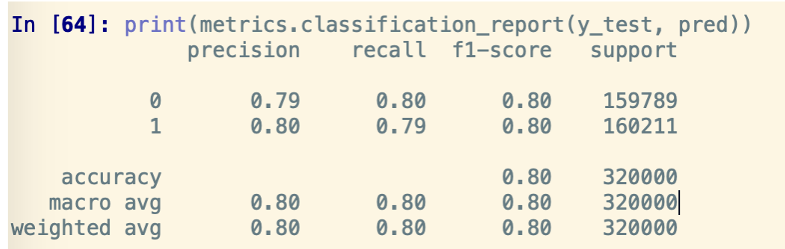 In [64]: print(metrics.classification_report(y_test, pred))
precision recall f1-score support
0 0.79 0.80 0.80 159789
1 0.80 0.79 0.80 160211
accuracy 0.80 320000
macro avg 0.80 0.80 0.80 320000
weighted avg 0.80 0.80 0.80 320000